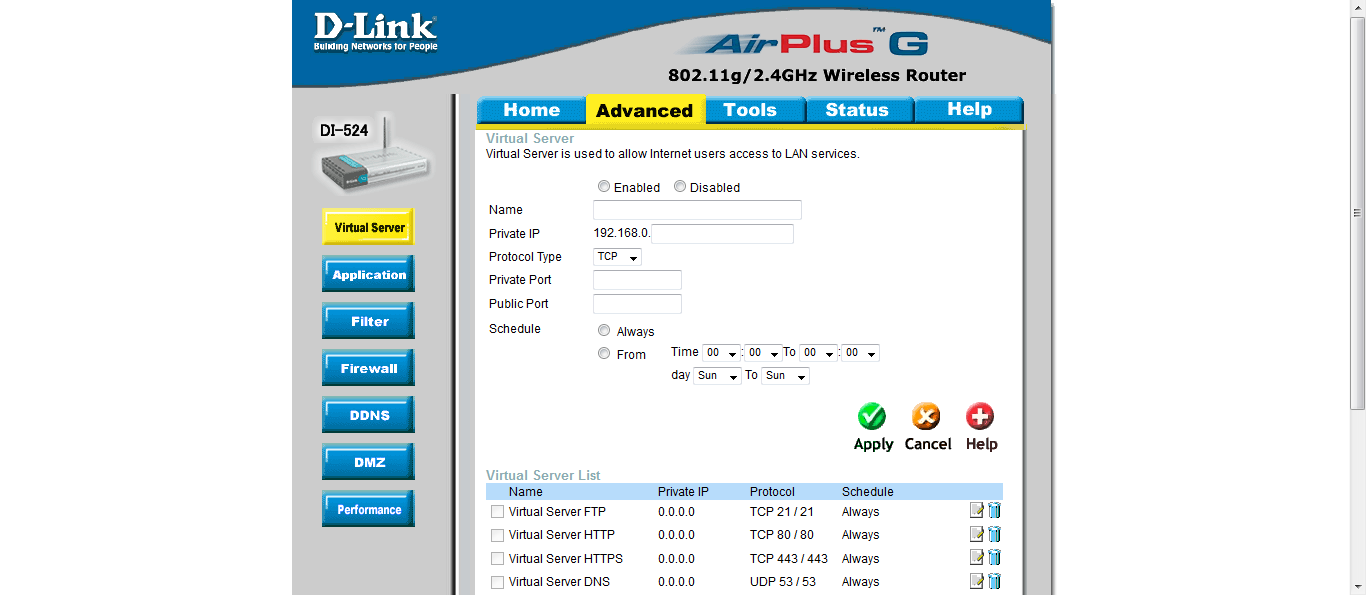 D-Link
Building Networks for People
AirPlus™ G
802.11g/2.4GHz Wireless Router
Home Advanced Tools Status Help
DI-524
D-Link
Virtual Server
Application
Filter
Firewall
DDNS
DMZ
Performance
Virtual Server
Virtual Server is used to allow Internet users access to LAN services.
Enabled Disabled
Name
Private IP 192.168.0.
Protocol Type TCP
Private Port
Public Port
Schedule Always
From Time 00 : 00 To 00 : 00
day Sun To Sun
Apply Cancel Help
Virtual Server List
Name Private IP Protocol Schedule
Virtual Server FTP 0.0.0.0 TCP 21 / 21 Always
Virtual Server HTTP 0.0.0.0 TCP 80 / 80 Always
Virtual Server HTTPS 0.0.0.0 TCP 443 / 443 Always
Virtual Server DNS 0.0.0.0 UDP 53 / 53 Always